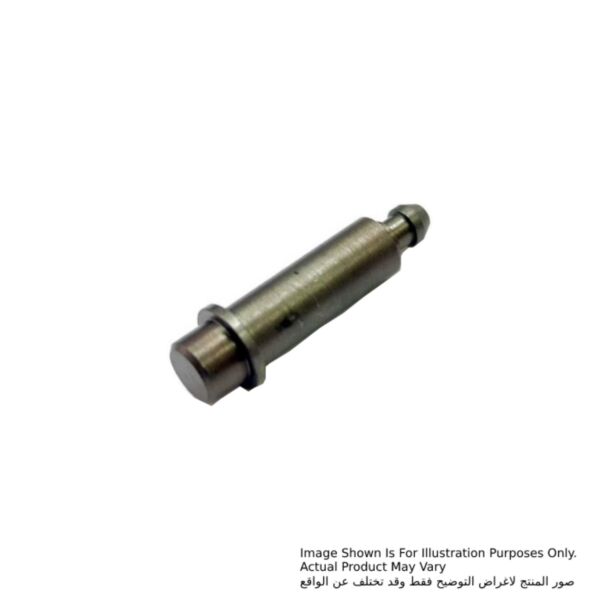 Image Shown Is For Illustration Purposes Only.
Actual Product May Vary
صور المنتج لاغراض التوضيح فقط وقد تختلف عن الواقع